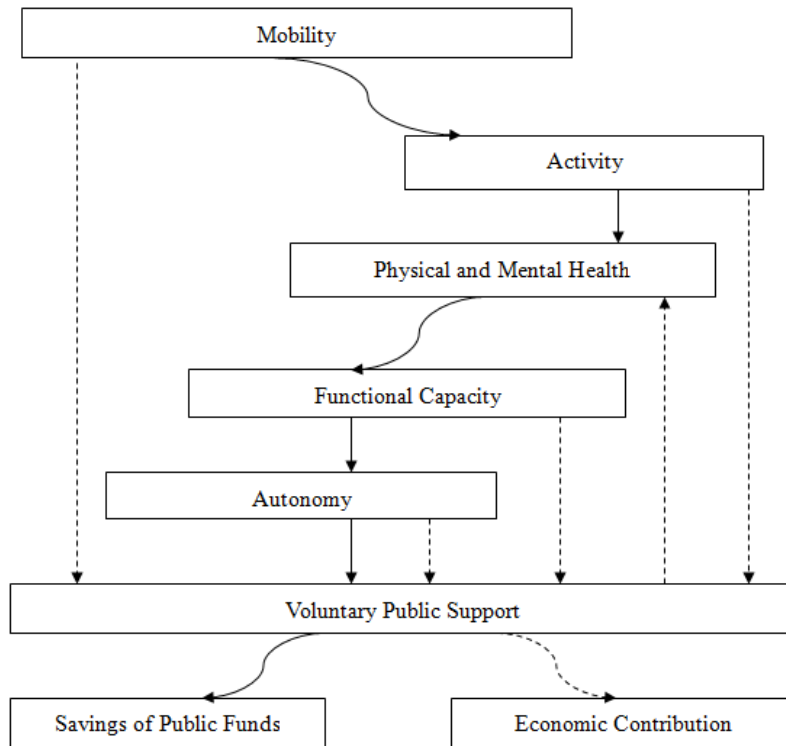 Mobility
Activity
Physical and Mental Health
Functional Capacity
Autonomy
Voluntary Public Support
Savings of Public Funds
Economic Contribution